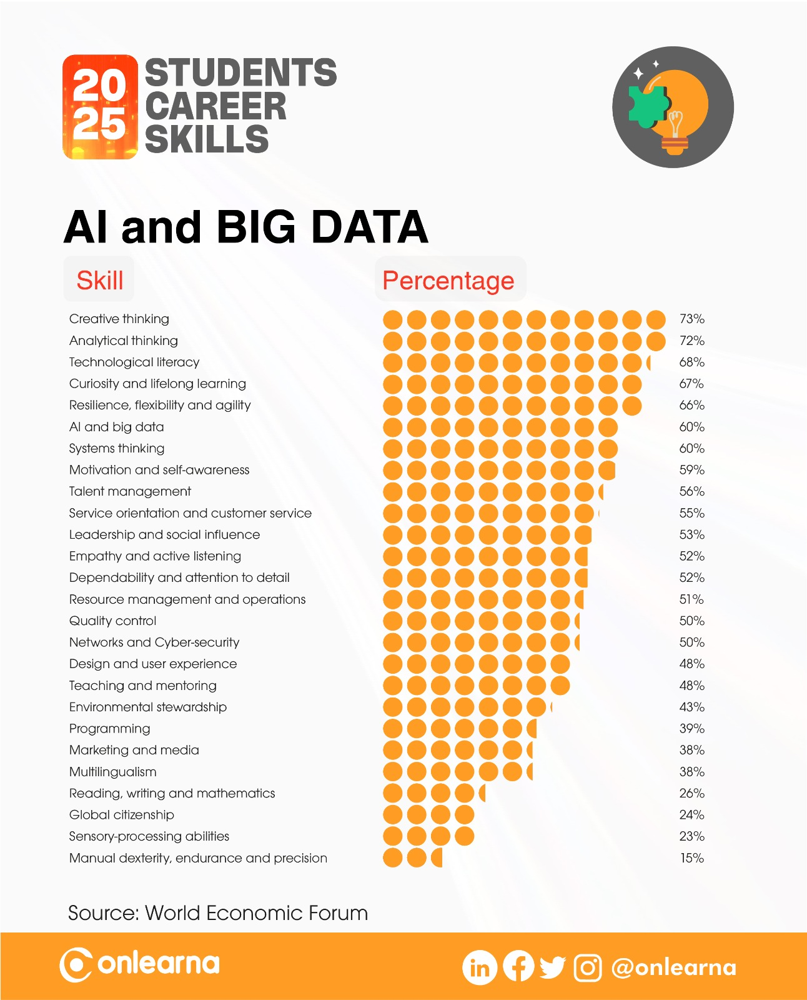 20
25
STUDENTS
CAREER
SKILLS
AI and BIG DATA
Skill Percentage
Creative thinking 73%
Analytical thinking 72%
Technological literacy 68%
Curiosity and lifelong learning 67%
Resilience, flexibility and agility 66%
AI and big data 60%
Systems thinking 60%
Motivation and self-awareness 59%
Talent management 56%
Service orientation and customer service 55%
Leadership and social influence 53%
Empathy and active listening 52%
Dependability and attention to detail 52%
Resource management and operations 51%
Quality control 50%
Networks and Cyber-security 50%
Design and user experience 48%
Teaching and mentoring 48%
Environmental stewardship 43%
Programming 39%
Marketing and media 38%
Multilingualism 38%
Reading, writing and mathematics 26%
Global citizenship 24%
Sensory-processing abilities 23%
Manual dexterity, endurance and precision 15%
Source: World Economic Forum
onlearna in @onlearna